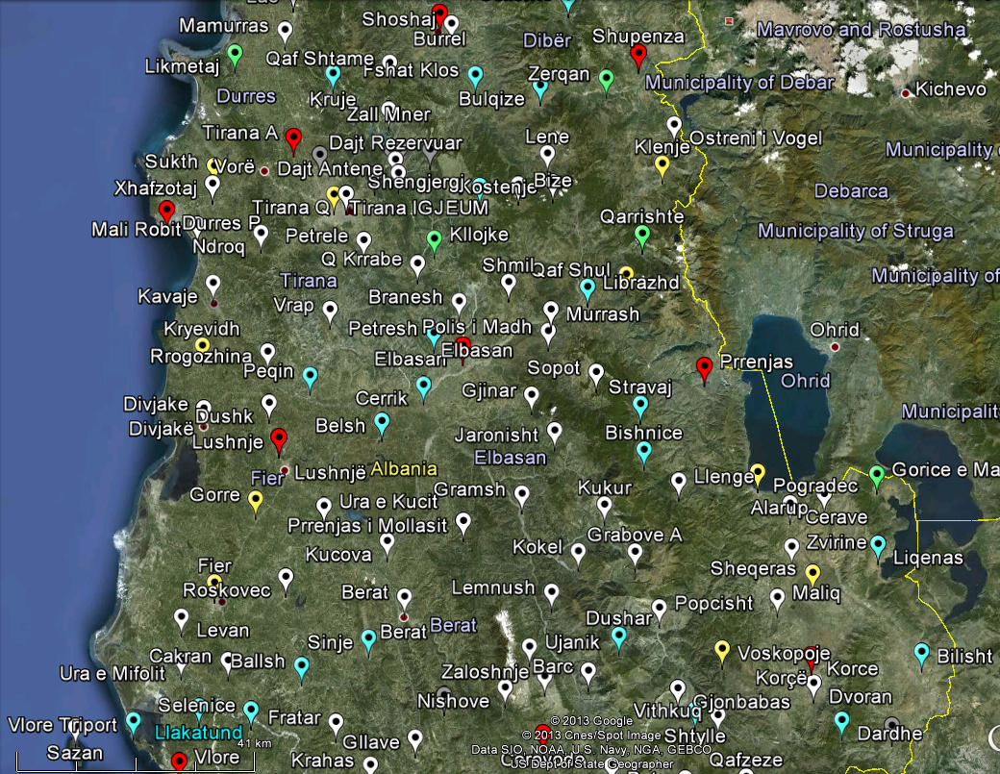 Mamurras
Shoshaj
Burrel
Dibër
Shupenza
Mavrovo and Rostusha
Likmetaj
Qaf Shtame
Fshat Klos
Zerqan
Municipality of Debar
Kichevo
Durres
Kruje
Bulqize
Zall Mner
Tirana A
Dajt Rezervuar
Lene
Ostreni i Vogel
Klenje
Municipality
Sukth
Vorë
Dajt Antene
Shengjergj
Kostenje
Bize
Xhafzotaj
Tirana Q
Tirana IGJEUM
Debarca
Mali Robit
Durres P
Petrele
Kllojke
Qarrishte
Municipality of Struga
Ndroq
Q Krrabe
Shmil
Qaf Shul
Librazhd
Municipality of
Tirana
Kavaje
Vrap
Branesh
Murrash
Kryevidh
Petresh
Polis i Madh
Ohrid
Rrogozhina
Elbasan
Elbasan
Peqin
Sopot
Prrenjas
Ohrid
Divjake
Dushk
Cerrik
Gjinar
Stravaj
Municipalit
Divjakë
Belsh
Lushnje
Jaronisht
Bishnice
Elbasan
Fier
Lushnjë
Albania
Llenge
Gorice e Ma
Gorre
Ura e Kucit
Gramsh
Kukur
Pogradec
Alarup
Cerave
Prrenjas i Mollasit
Grabove A
Zvirine
Kucova
Kokel
Liqenas
Fier
Sheqeras
Roskovec
Berat
Lemnush
Maliq
Levan
Berat
Berat
Dushar
Popcisht
Sinje
Ujanik
Voskopoje
Bilisht
Cakran
Ballsh
Zaloshnje
Barc
Korce
Korçë
Ura e Mifolit
Nishove
Gjonbabas
Dvoran
Selenice
Fratar
Vithkuq
Vlore Triport
Llakatund
© 2013 Google
Dardhe
Sazan
41 km
Gllave
© 2013 Cnes/Spot Image
Shtylle
Data SIO, NOAA, U.S. Navy, NGA, GEBCO
Vlore
Krahas
Corovode
US Dept of State Geographer
Qafzeze